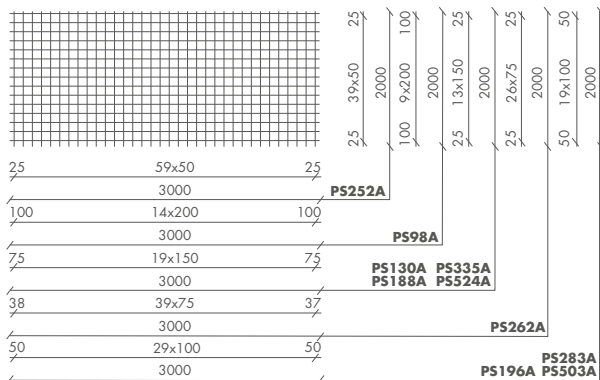 25 100 25 25 50
39x50 2000 9x200 2000 13x150 2000 26x75 2000 19x100 2000
25 100 25 25 50
25 59x50 25
3000 PS252A
100 14x200 100
3000 PS98A
75 19x150 75
PS130A PS335A
3000 PS188A PS524A
38 39x75 37
3000 PS262A
50 29x100 50
PS283A
3000 PS196A PS503A